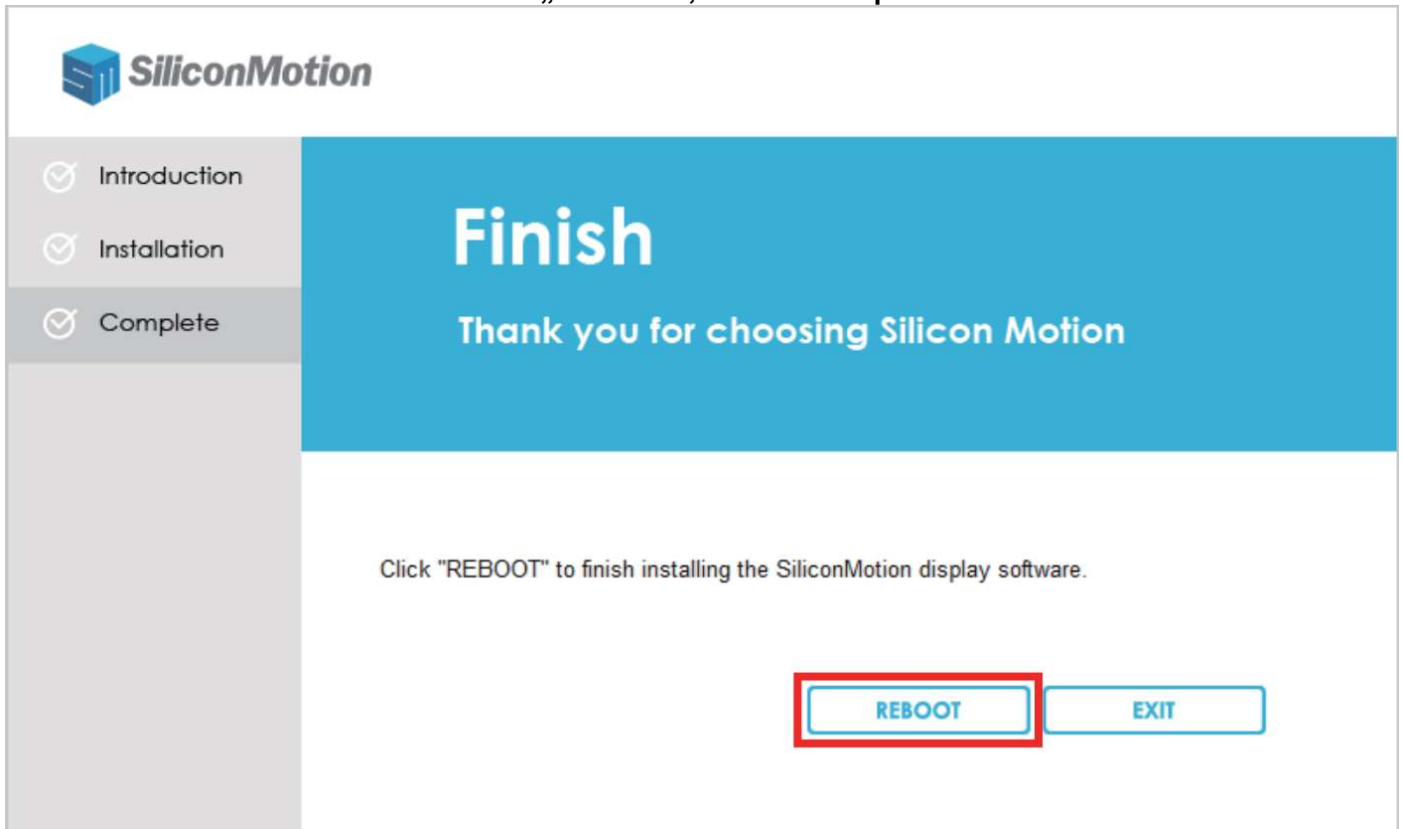 SiliconMotion
Introduction
Installation
Complete
Finish
Thank you for choosing Silicon Motion
Click "REBOOT" to finish installing the SiliconMotion display software.
REBOOT
EXIT